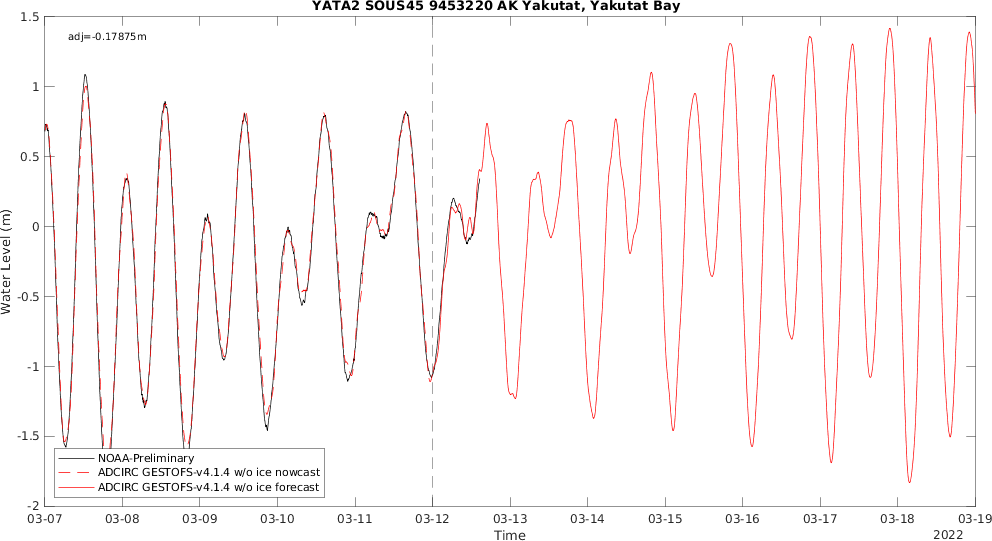 YATA2 SOUS45 9453220 AK Yakutat, Yakutat Bay
adj=-0.17875m
1.5
1
0.5
0
-0.5
-1
-1.5
-2
Water Level (m)
NOAA-Preliminary
ADCIRC GESTOFS-v4.1.4 w/o ice nowcast
ADCIRC GESTOFS-v4.1.4 w/o ice forecast
03-07 03-08 03-09 03-10 03-11 03-12 03-13 03-14 03-15 03-16 03-17 03-18 03-19
Time
2022